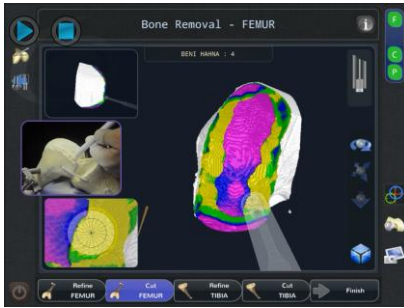 Bone Removal - FEMUR
i
F
BENI HAHNA : 4
C
P
Refine
FEMUR
Cut
FEMUR
Refine
TIBIA
Cut
TIBIA
Finish